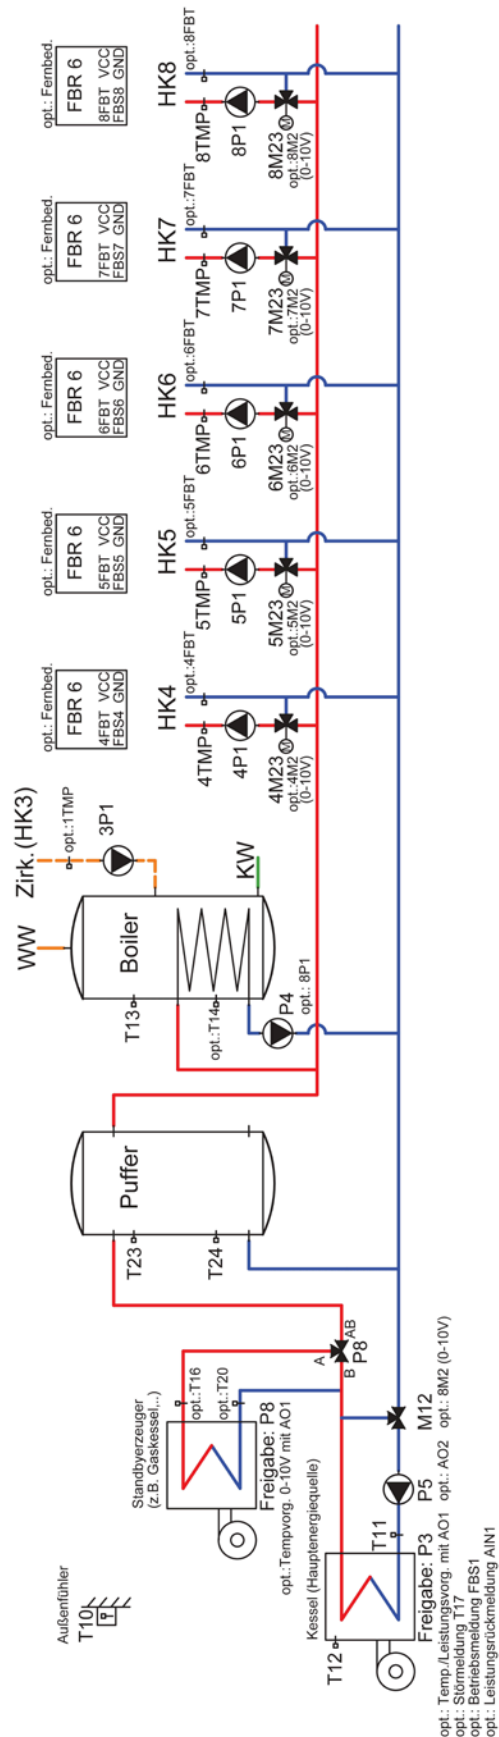 Außenfühler
T10
Kessel (Hauptenergiequelle)
T12
T11
Freigabe: P3
opt.: Temp./Leistungsvorg. mit AO1
opt.: Störmeldung T17
opt.: Betriebsmeldung FBS1
opt.: Leistungsrückmeldung AIN1
P5
opt.: AO2
M12
opt.: 8M2 (0-10V)
Standbyerzeuger
(z.B. Gaskessel,..)
opt.:T16
opt.:T20
Freigabe: P8
opt.:Tempvorg. 0-10V mit AO1
A
B
AB
P8
Puffer
T23
T24
WW
Zirk.(HK3)
opt.:1TMP
3P1
Boiler
T13
opt.:T14
KW
P4
opt.: 8P1
opt.: Fernbed.
FBR 6
4FBT VCC
FBS4 GND
HK4
opt.:4FBT
4TMP
4P1
M
4M23
opt.:4M2
(0-10V)
opt.: Fernbed.
FBR 6
5FBT VCC
FBS5 GND
HK5
opt.:5FBT
5TMP
5P1
M
5M23
opt.:5M2
(0-10V)
opt.: Fernbed.
FBR 6
6FBT VCC
FBS6 GND
HK6
opt.:6FBT
6TMP
6P1
M
6M23
opt.:6M2
(0-10V)
opt.: Fernbed.
FBR 6
7FBT VCC
FBS7 GND
HK7
opt.:7FBT
7TMP
7P1
M
7M23
opt.:7M2
(0-10V)
opt.: Fernbed.
FBR 6
8FBT VCC
FBS8 GND
HK8
opt.:8FBT
8TMP
8P1
M
8M23
opt.:8M2
(0-10V)